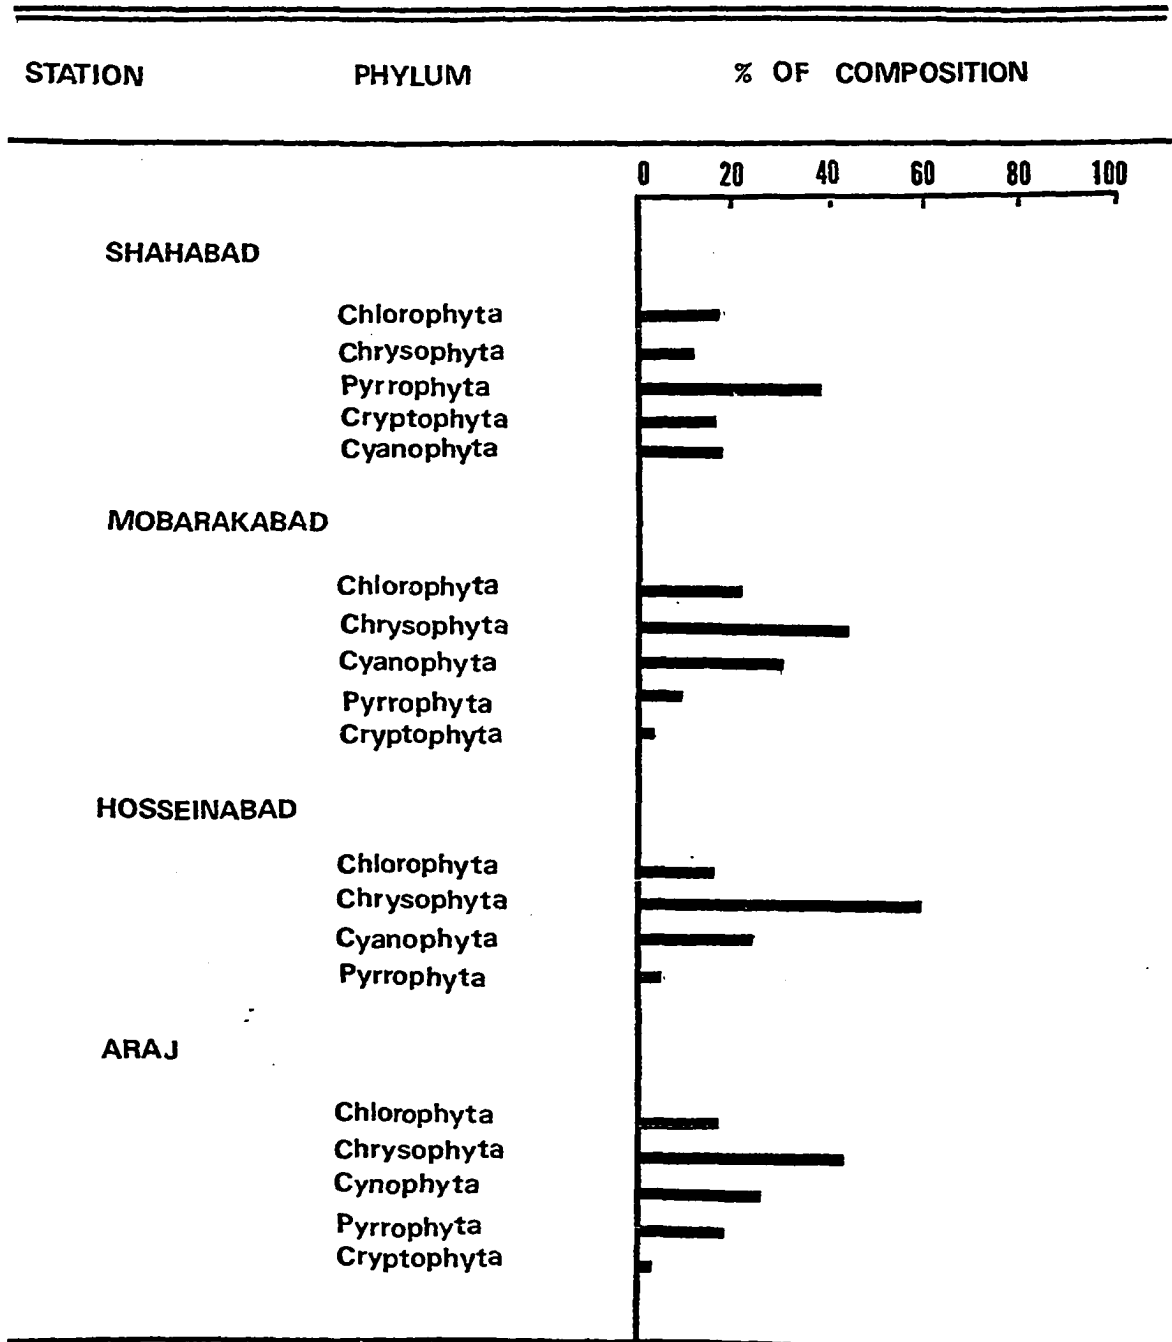 STATION PHYLUM % OF COMPOSITION
0 20 40 60 80 100
SHAHABAD
Chlorophyta
Chrysophyta
Pyrrophyta
Cryptophyta
Cyanophyta
MOBARAKABAD
Chlorophyta
Chrysophyta
Cyanophyta
Pyrrophyta
Cryptophyta
HOSSEINABAD
Chlorophyta
Chrysophyta
Cyanophyta
Pyrrophyta
ARAJ
Chlorophyta
Chrysophyta
Cynophyta
Pyrrophyta
Cryptophyta